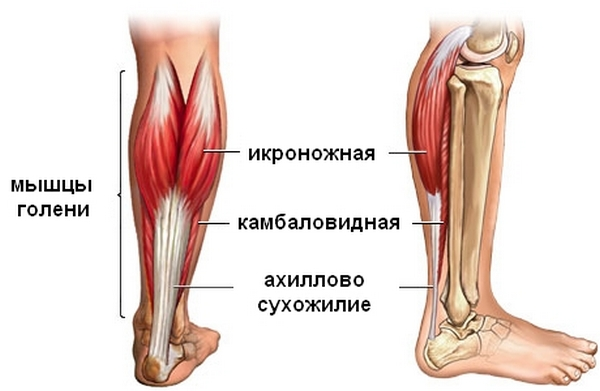 икроножная
мышцы
голени
камбаловидная
ахиллово
сухожилие